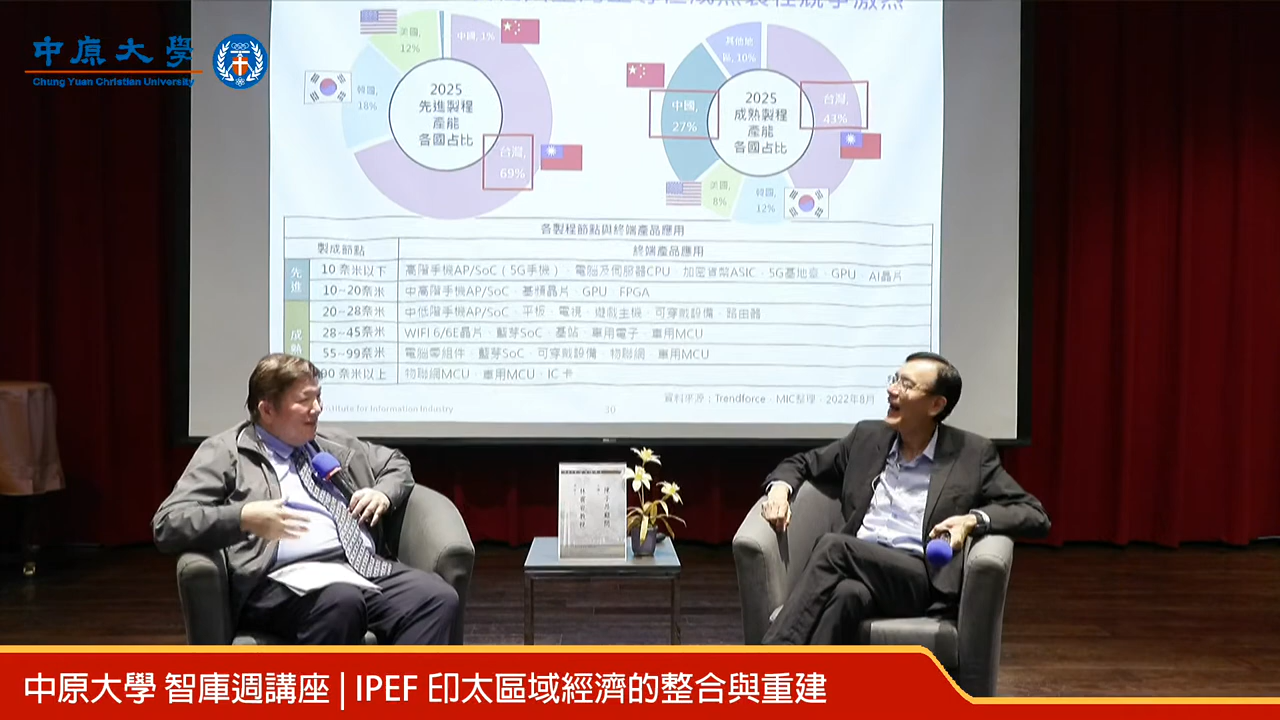 中原大學
Chung Yuan Christian University
美國,
12%
中國, 1%
韓國,
18%
2025
先進製程
產能
各國占比
台灣,
69%
其他地
區, 10%
中國,
27%
2025
成熟製程
產能
各國占比
台灣,
43%
美國,
8%
韓國,
12%
各製程節點與終端產品應用
製成節點 終端產品應用
先進
10 奈米以下 高階手機AP/SoC（5G手機）、電腦及伺服器CPU、加密貨幣ASIC、5G基地臺、GPU、AI晶片
10~20奈米 中高階手機AP/SoC、基頻晶片、GPU、FPGA
成熟
20~28奈米 中低階手機AP/SoC、平板、電視、遊戲主機、可穿戴設備、路由器
28~45奈米 WIFI 6/6E晶片、藍芽SoC、基站、車用電子、車用MCU
55~99奈米 電腦零組件、藍芽SoC、可穿戴設備、物聯網、車用MCU
90 奈米以上 物聯網MCU、車用MCU、IC 卡
資料來源：Trendforce、MIC整理，2022年8月
stitute for Information Industry
30
中原大學 智庫週講座 | IPEF 印太區域經濟的整合與重建